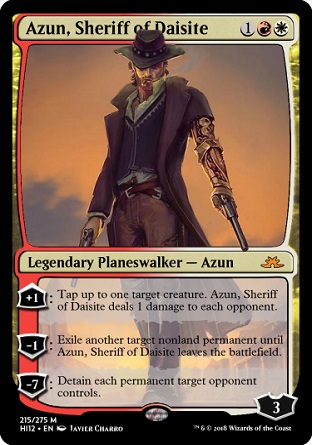 Azun, Sheriff of Daisite 1
Legendary Planeswalker — Azun
+1 : Tap up to one target creature. Azun, Sheriff
of Daisite deals 1 damage to each opponent.
-1 : Exile another target nonland permanent until
Azun, Sheriff of Daisite leaves the battlefield.
-7 : Detain each permanent target opponent
controls.
3
215/275 M
HI12 • EN Javier Charro
™ & © 2018 Wizards of the Coast